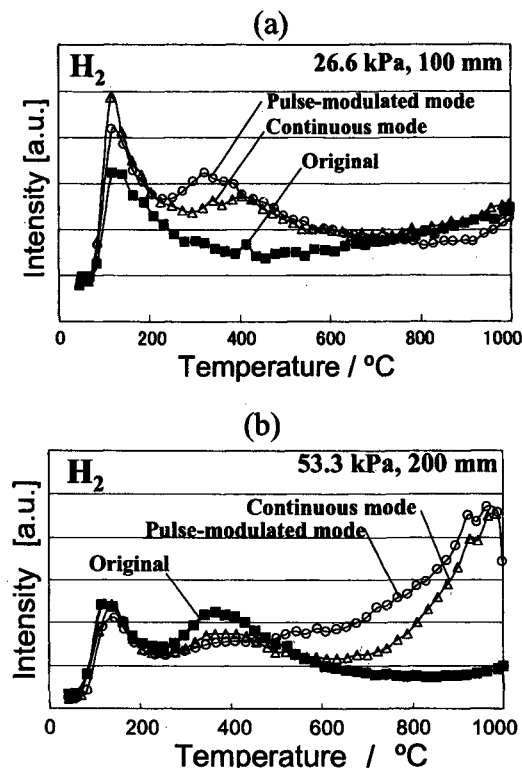 (a)
H2
26.6 kPa, 100 mm
Pulse-modulated mode
Continuous mode
Original
Intensity [a.u.]
0 200 400 600 800 1000
Temperature / ºC
(b)
H2
53.3 kPa, 200 mm
Continuous mode
Pulse-modulated mode
Original
Intensity [a.u.]
0 200 400 600 800 1000
Temperature / ºC